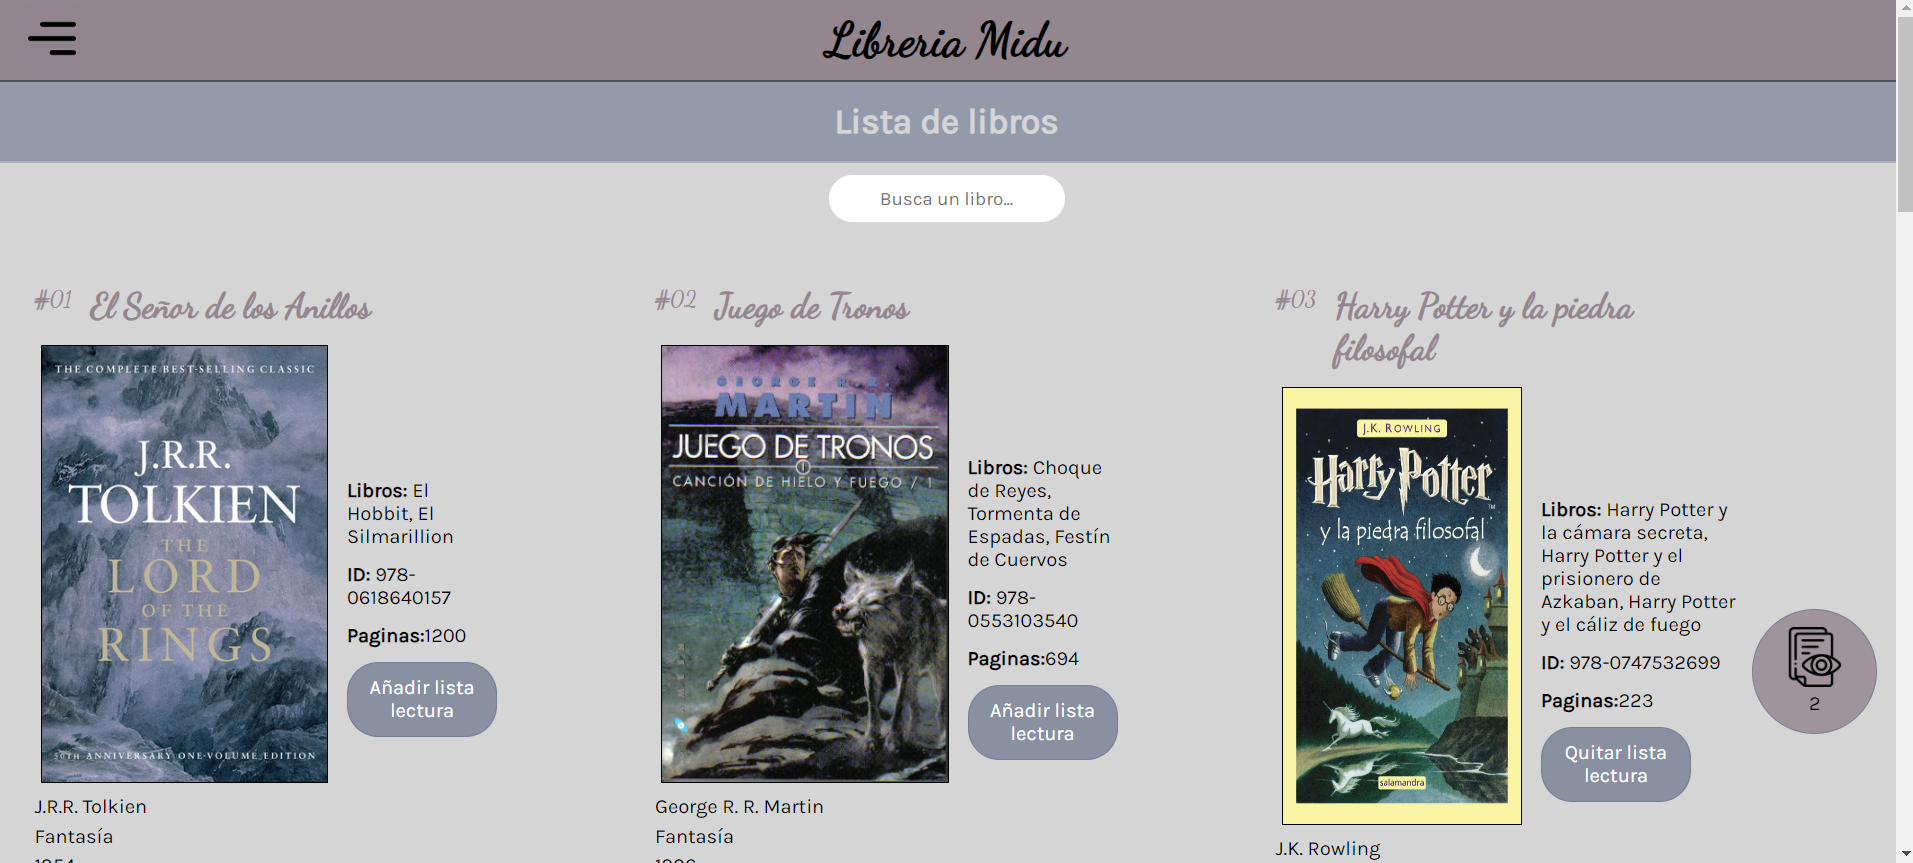 Libreria Midu
Lista de libros
Busca un libro...
#01 El Señor de los Anillos
THE COMPLETE BEST-SELLING CLASSIC
J.R.R.
TOLKIEN
THE
LORD
OF THE
RINGS
50TH ANNIVERSARY ONE-VOLUME EDITION
Libros: El
Hobbit, El
Silmarillion
ID: 978-
0618640157
Paginas:1200
Añadir lista
lectura
J.R.R. Tolkien
Fantasía
1954
#02 Juego de Tronos
GEORGE R. R.
MARTIN
JUEGO DE TRONOS
CANCIÓN DE HIELO Y FUEGO / 1
Libros: Choque
de Reyes,
Tormenta de
Espadas, Festín
de Cuervos
ID: 978-
0553103540
Paginas:694
Añadir lista
lectura
George R. R. Martin
Fantasía
1996
#03 Harry Potter y la piedra
filosofal
J.K. ROWLING
Harry Potter
y la piedra filosofal
salamandra
Libros: Harry Potter y
la cámara secreta,
Harry Potter y el
prisionero de
Azkaban, Harry Potter
y el cáliz de fuego
ID: 978-0747532699
Paginas:223
Quitar lista
lectura
J.K. Rowling
2